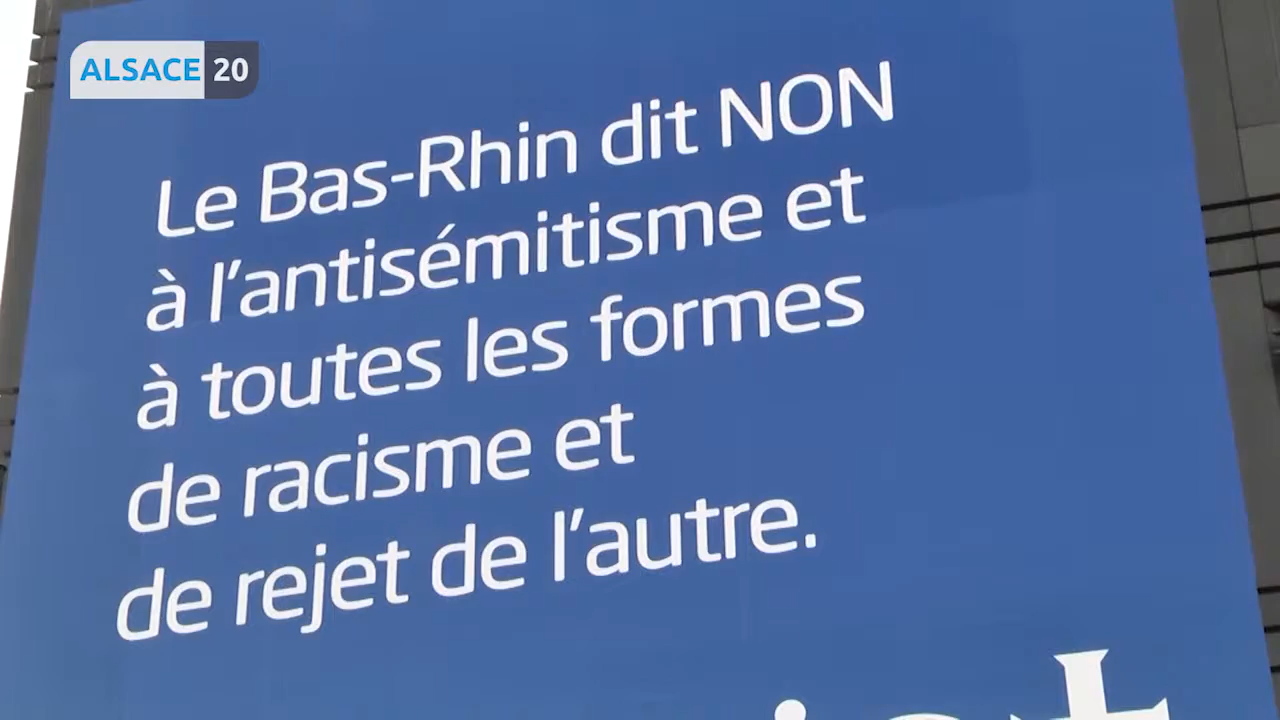 ALSACE 20
Le Bas-Rhin dit NON
à l'antisémitisme et
à toutes les formes
de racisme et
de rejet de l'autre.